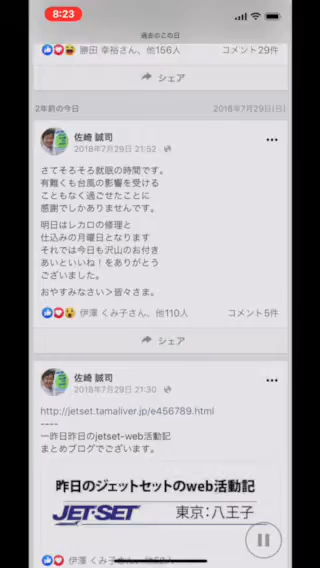 8:23
過去のこの日
勝田 幸裕さん、他156人 コメント29件
シェア
2年前の今日 2018年7月29日(日)
佐崎 誠司
2018年7月29日 21:52
さてそろそろ就眠の時間です。
有難くも台風の影響を受ける
こともなく過ごせたことに
感謝でしかありませんです。
明日はレカロの修理と
仕込みの月曜日となります
それでは今日も沢山のお付き
あいといいね！をありがとう
ございました。
おやすみなさい＞皆々さま。
伊澤 くみ子さん、他110人 コメント5件
シェア
佐崎 誠司
2018年7月29日 21:30
http://jetset.tamaliver.jp/e456789.html
----
一昨日昨日のjetset-web活動記
まとめブログでございます。
昨日のジェットセットのweb活動記
JET-SET 東京:八王子
伊澤 くみ子さん、